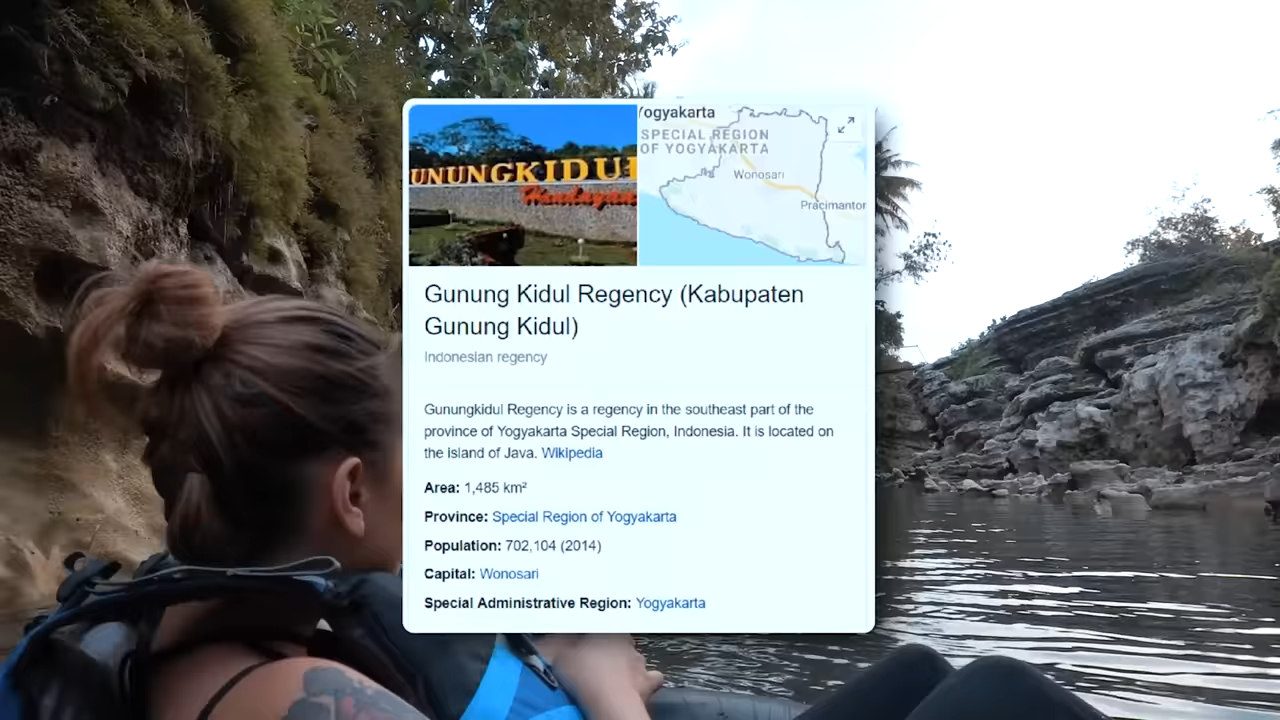 UNUNGKIDUL
Handayani
Yogyakarta
SPECIAL REGION
OF YOGYAKARTA
Wonosari
Pracimantor
Gunung Kidul Regency (Kabupaten
Gunung Kidul)
Indonesian regency
Gunungkidul Regency is a regency in the southeast part of the
province of Yogyakarta Special Region, Indonesia. It is located on
the island of Java. Wikipedia
Area: 1,485 km²
Province: Special Region of Yogyakarta
Population: 702,104 (2014)
Capital: Wonosari
Special Administrative Region: Yogyakarta